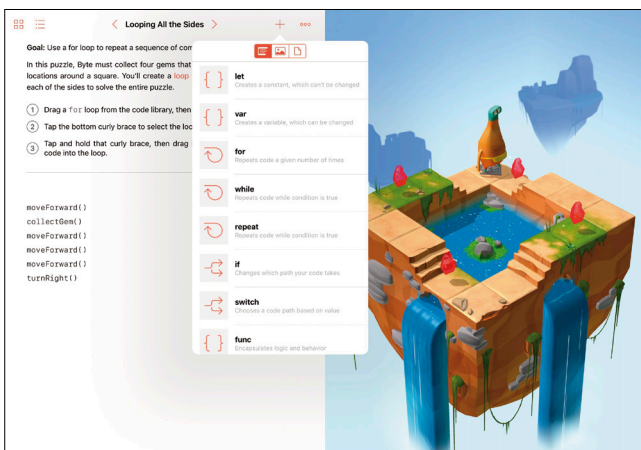 Looping All the Sides
Goal: Use a for loop to repeat a sequence of com
In this puzzle, Byte must collect four gems that
locations around a square. You'll create a loop
each of the sides to solve the entire puzzle.
1 Drag a for loop from the code library, then
2 Tap the bottom curly brace to select the loo
3 Tap and hold that curly brace, then drag
code into the loop.
moveForward()
collectGem()
moveForward()
moveForward()
moveForward()
turnRight()
let
Creates a constant, which can't be changed
var
Creates a variable, which can be changed
for
Repeats code a given number of times
while
Repeats code while condition is true
repeat
Repeats code while condition is true
if
Changes which path your code takes
switch
Chooses a code path based on value
func
Encapsulates logic and behavior